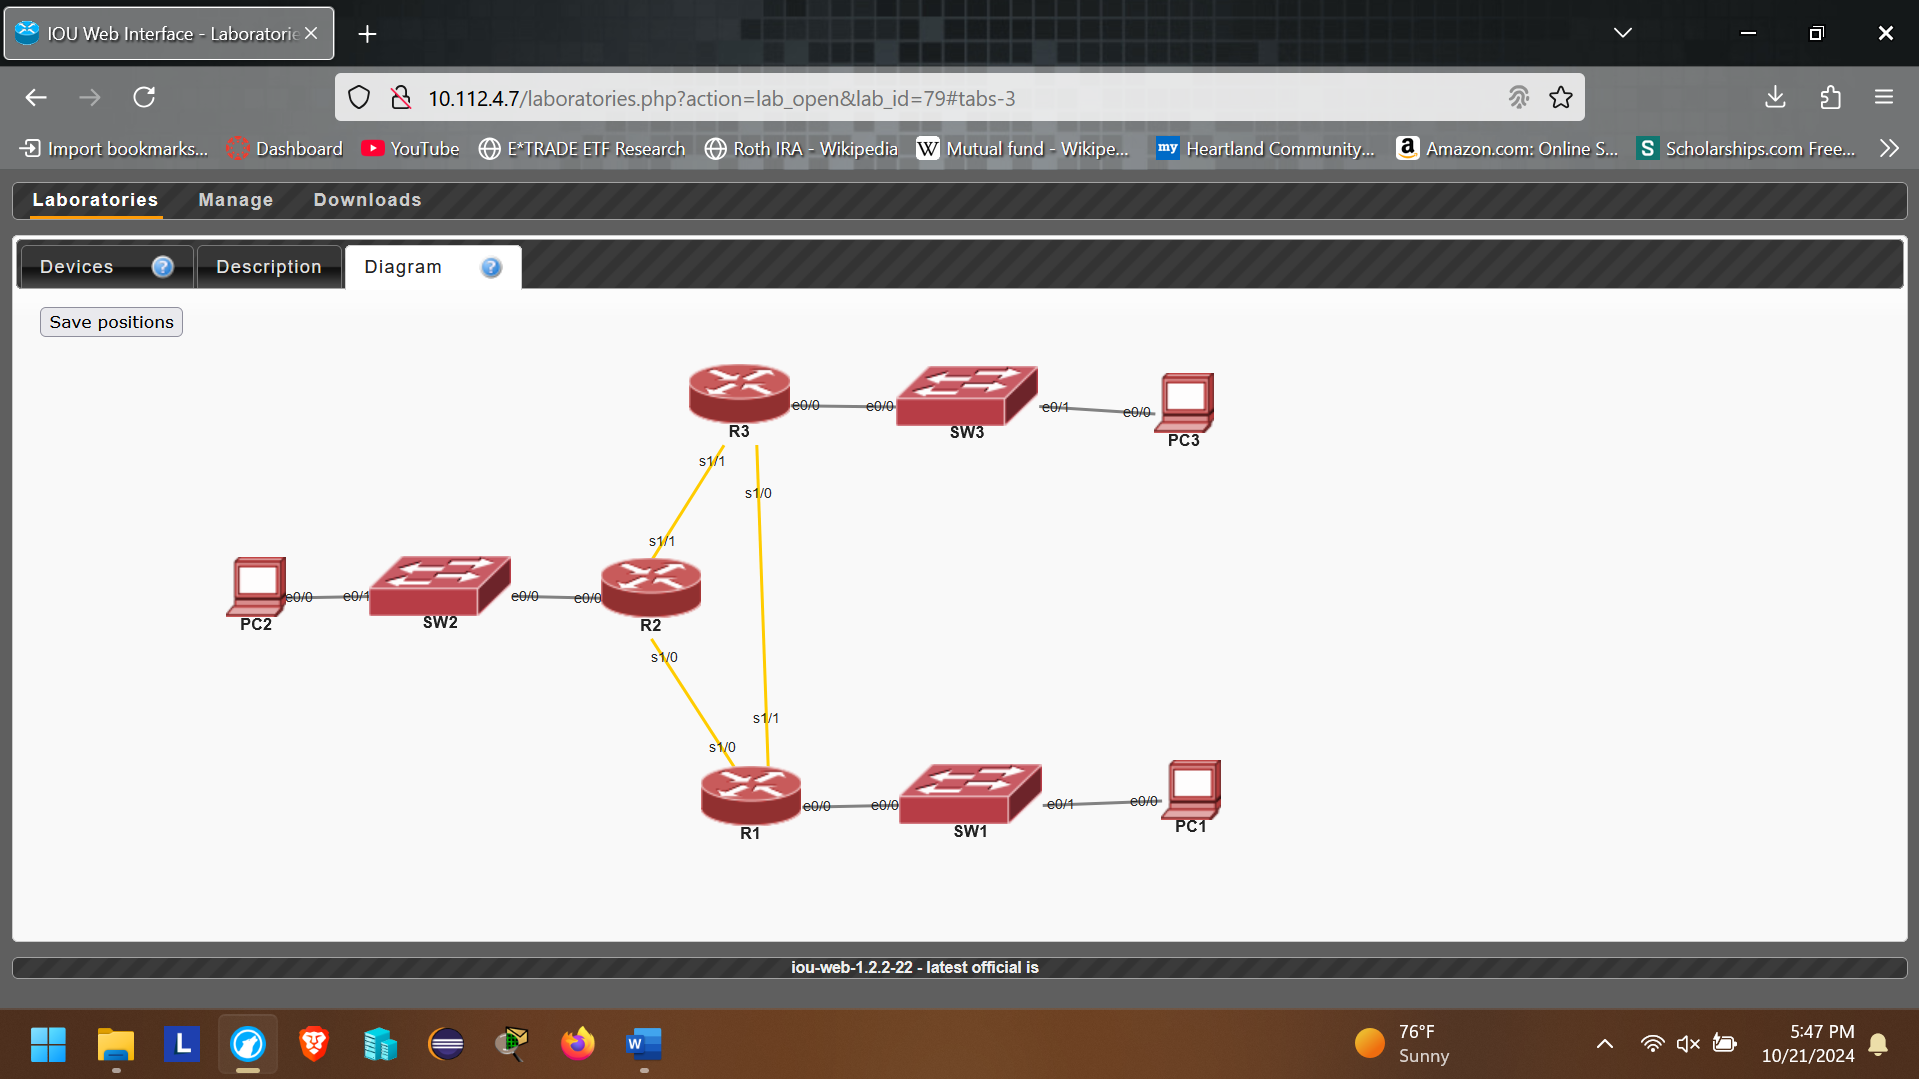 IOU Web Interface - Laboratorie
10.112.4.7/laboratories.php?action=lab_open&lab_id=79#tabs-3
Import bookmarks... Dashboard YouTube E*TRADE ETF Research Roth IRA - Wikipedia W Mutual fund - Wikipe... my Heartland Community... a Amazon.com: Online S... S Scholarships.com Free...
Laboratories Manage Downloads
Devices ? Description Diagram ?
Save positions
e0/0 e0/0 e0/1 e0/0
R3 SW3 PC3
s1/1
s1/0
s1/1
e0/0 e0/1 e0/0 e0/0
PC2 SW2 R2
s1/0
s1/1
s1/0
e0/0 e0/0 e0/1 e0/0
R1 SW1 PC1
iou-web-1.2.2-22 - latest official is
L W
76°F
Sunny
5:47 PM
10/21/2024